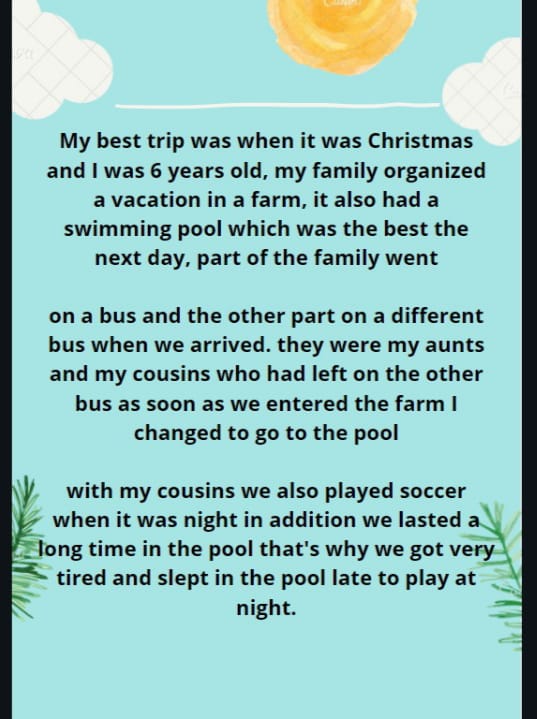 My best trip was when it was Christmas
and I was 6 years old, my family organized
a vacation in a farm, it also had a
swimming pool which was the best the
next day, part of the family went
on a bus and the other part on a different
bus when we arrived. they were my aunts
and my cousins who had left on the other
bus as soon as we entered the farm I
changed to go to the pool
with my cousins we also played soccer
when it was night in addition we lasted a
long time in the pool that's why we got very
tired and slept in the pool late to play at
night.